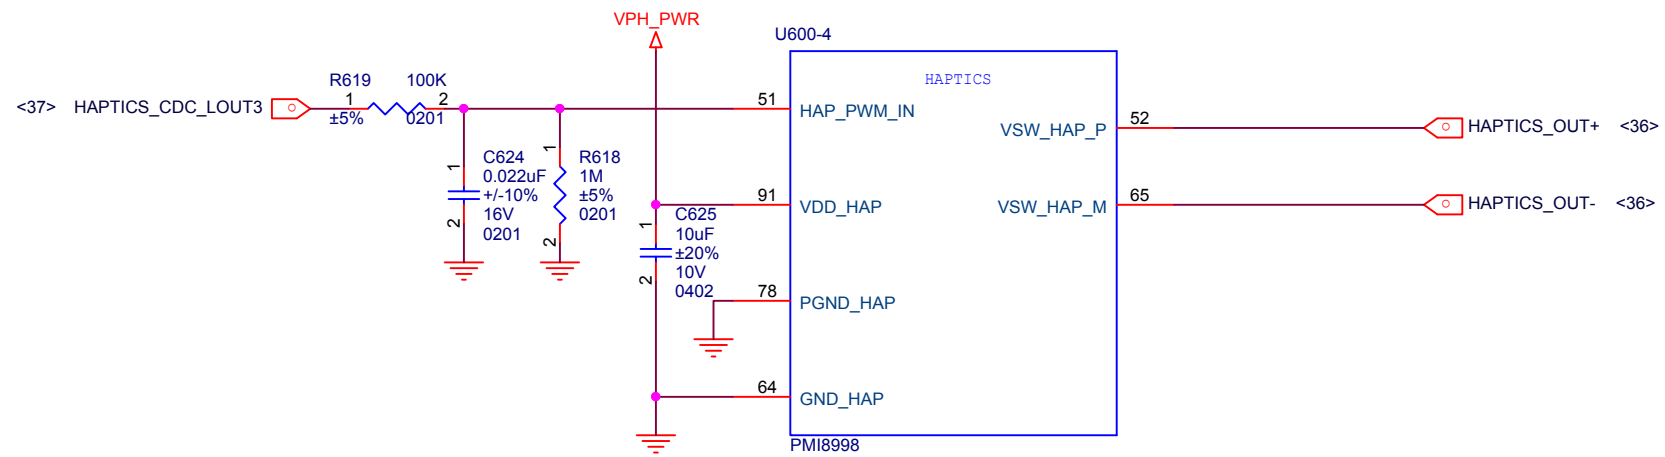 VPH_PWR
U600-4
HAPTICS
R619 100K
<37> HAPTICS_CDC_LOUT3
1 2
±5% 0201
51
HAP_PWM_IN
52
VSW_HAP_P
HAPTICS_OUT+ <36>
1
C624
0.022uF
+/-10%
16V
0201
2
1
R618
1M
±5%
0201
2
91
VDD_HAP
65
VSW_HAP_M
HAPTICS_OUT- <36>
1
C625
10uF
±20%
10V
0402
2
78
PGND_HAP
64
GND_HAP
PMI8998